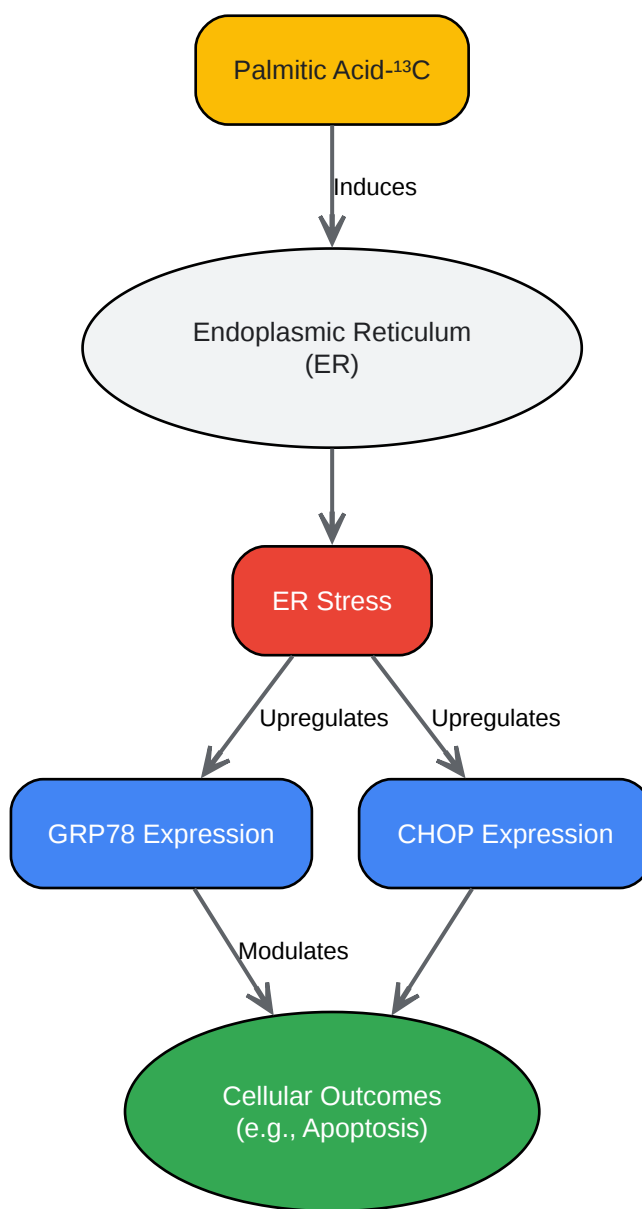 Palmitic Acid-¹³C
Induces
Endoplasmic Reticulum
(ER)
ER Stress
Upregulates
Upregulates
GRP78 Expression
CHOP Expression
Modulates
Cellular Outcomes
(e.g., Apoptosis)